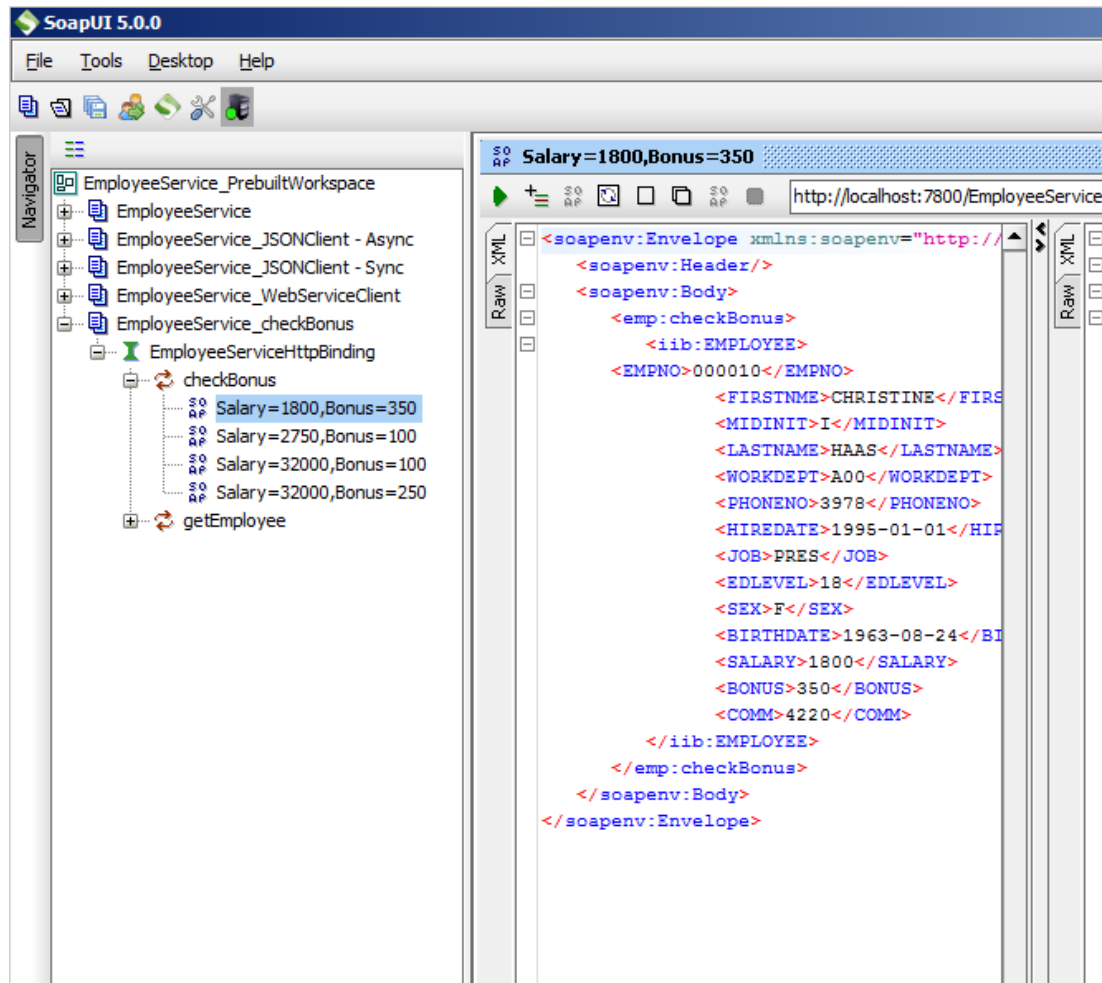 SoapUI 5.0.0
File Tools Desktop Help
Navigator
EmployeeService_PrebuiltWorkspace
EmployeeService
EmployeeService_JSONClient - Async
EmployeeService_JSONClient - Sync
EmployeeService_WebServiceClient
EmployeeService_checkBonus
EmployeeServiceHttpBinding
checkBonus
Salary=1800,Bonus=350
Salary=2750,Bonus=100
Salary=32000,Bonus=100
Salary=32000,Bonus=250
getEmployee
Salary=1800,Bonus=350
http://localhost:7800/EmployeeService
XML
Raw
<soapenv:Envelope xmlns:soapenv="http://
<soapenv:Header/>
<soapenv:Body>
<emp:checkBonus>
<iib:EMPLOYEE>
<EMPNO>000010</EMPNO>
<FIRSTNME>CHRISTINE</FIRS
<MIDINIT>I</MIDINIT>
<LASTNAME>HAAS</LASTNAME>
<WORKDEPT>A00</WORKDEPT>
<PHONENO>3978</PHONENO>
<HIREDATE>1995-01-01</HIR
<JOB>PRES</JOB>
<EDLEVEL>18</EDLEVEL>
<SEX>F</SEX>
<BIRTHDATE>1963-08-24</BI
<SALARY>1800</SALARY>
<BONUS>350</BONUS>
<COMM>4220</COMM>
</iib:EMPLOYEE>
</emp:checkBonus>
</soapenv:Body>
</soapenv:Envelope>
XML
Raw